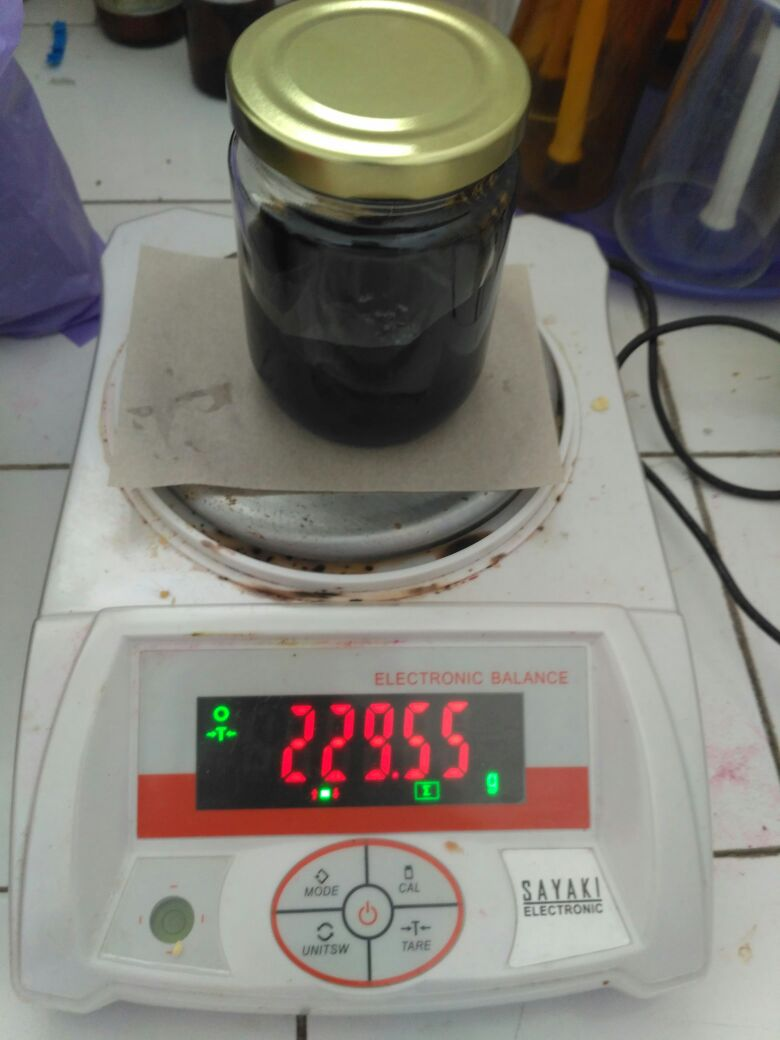 ELECTRONIC BALANCE
→T←
229.55
Σ
g
MODE
CAL
UNITSW
→T←
TARE
SAYAKI
ELECTRONIC